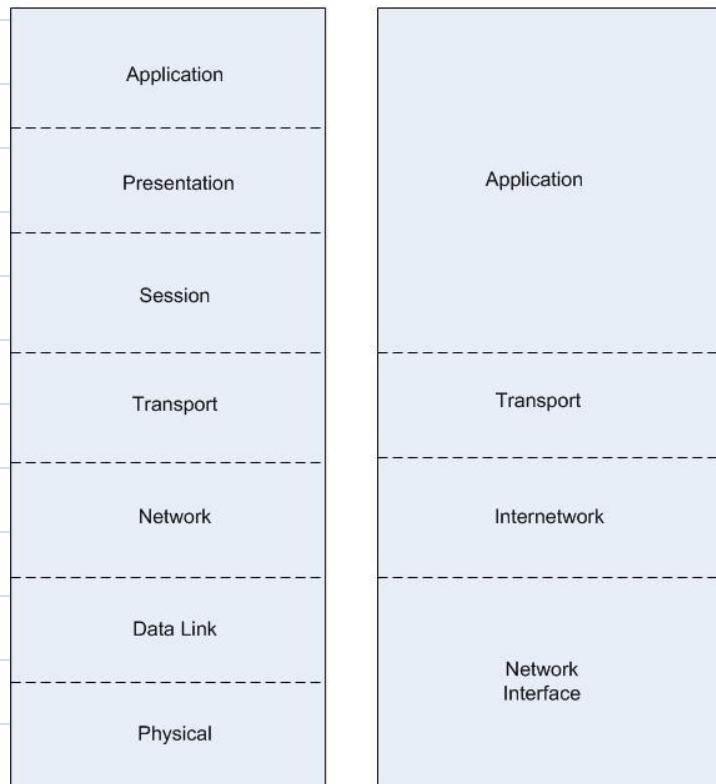 Application
Presentation
Session
Transport
Network
Data Link
Physical
Application
Transport
Internetwork
Network
Interface